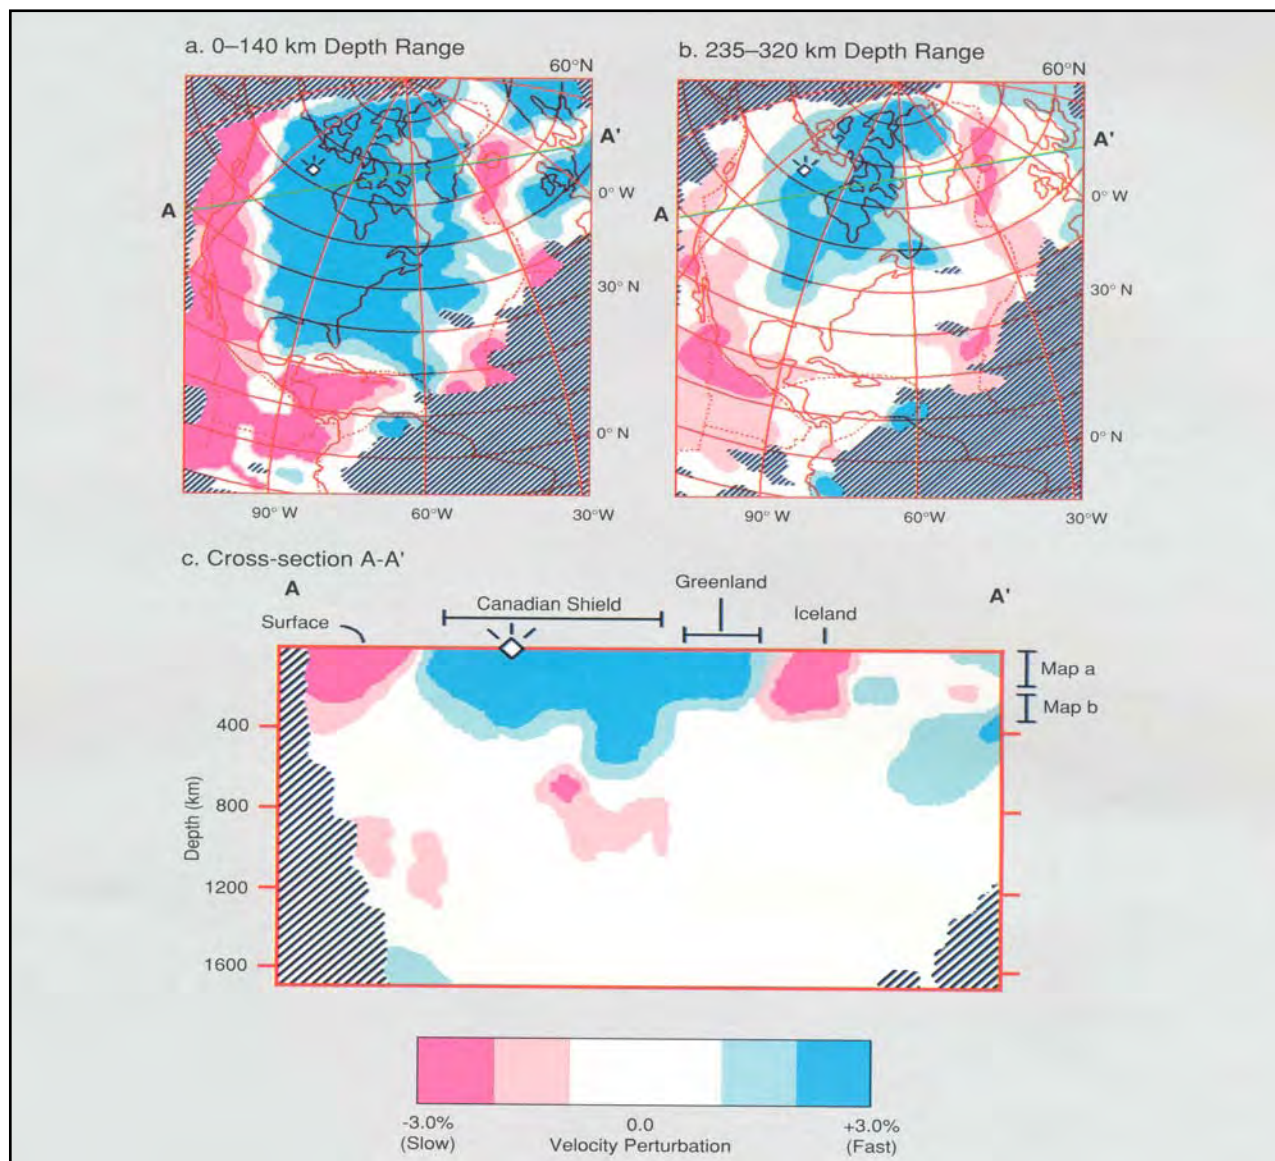 a. 0–140 km Depth Range
60°N
A'
A
0° W
30° N
0° N
90° W
60°W
30°W
b. 235–320 km Depth Range
60°N
A'
A
0° W
30° N
0° N
90° W
60°W
30°W
c. Cross-section A-A'
A
A'
Surface
Canadian Shield
Greenland
Iceland
Map a
Map b
Depth (km)
400
800
1200
1600
-3.0%
(Slow)
0.0
Velocity Perturbation
+3.0%
(Fast)